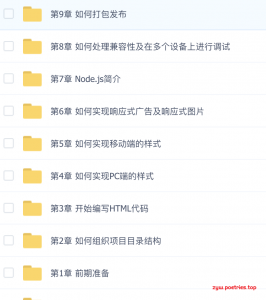 第9章 如何打包发布
第8章 如何处理兼容性及在多个设备上进行调试
第7章 Node.js简介
第6章 如何实现响应式广告及响应式图片
第5章 如何实现移动端的样式
第4章 如何实现PC端的样式
第3章 开始编写HTML代码
第2章 如何组织项目目录结构
第1章 前期准备
zyw.postries.top